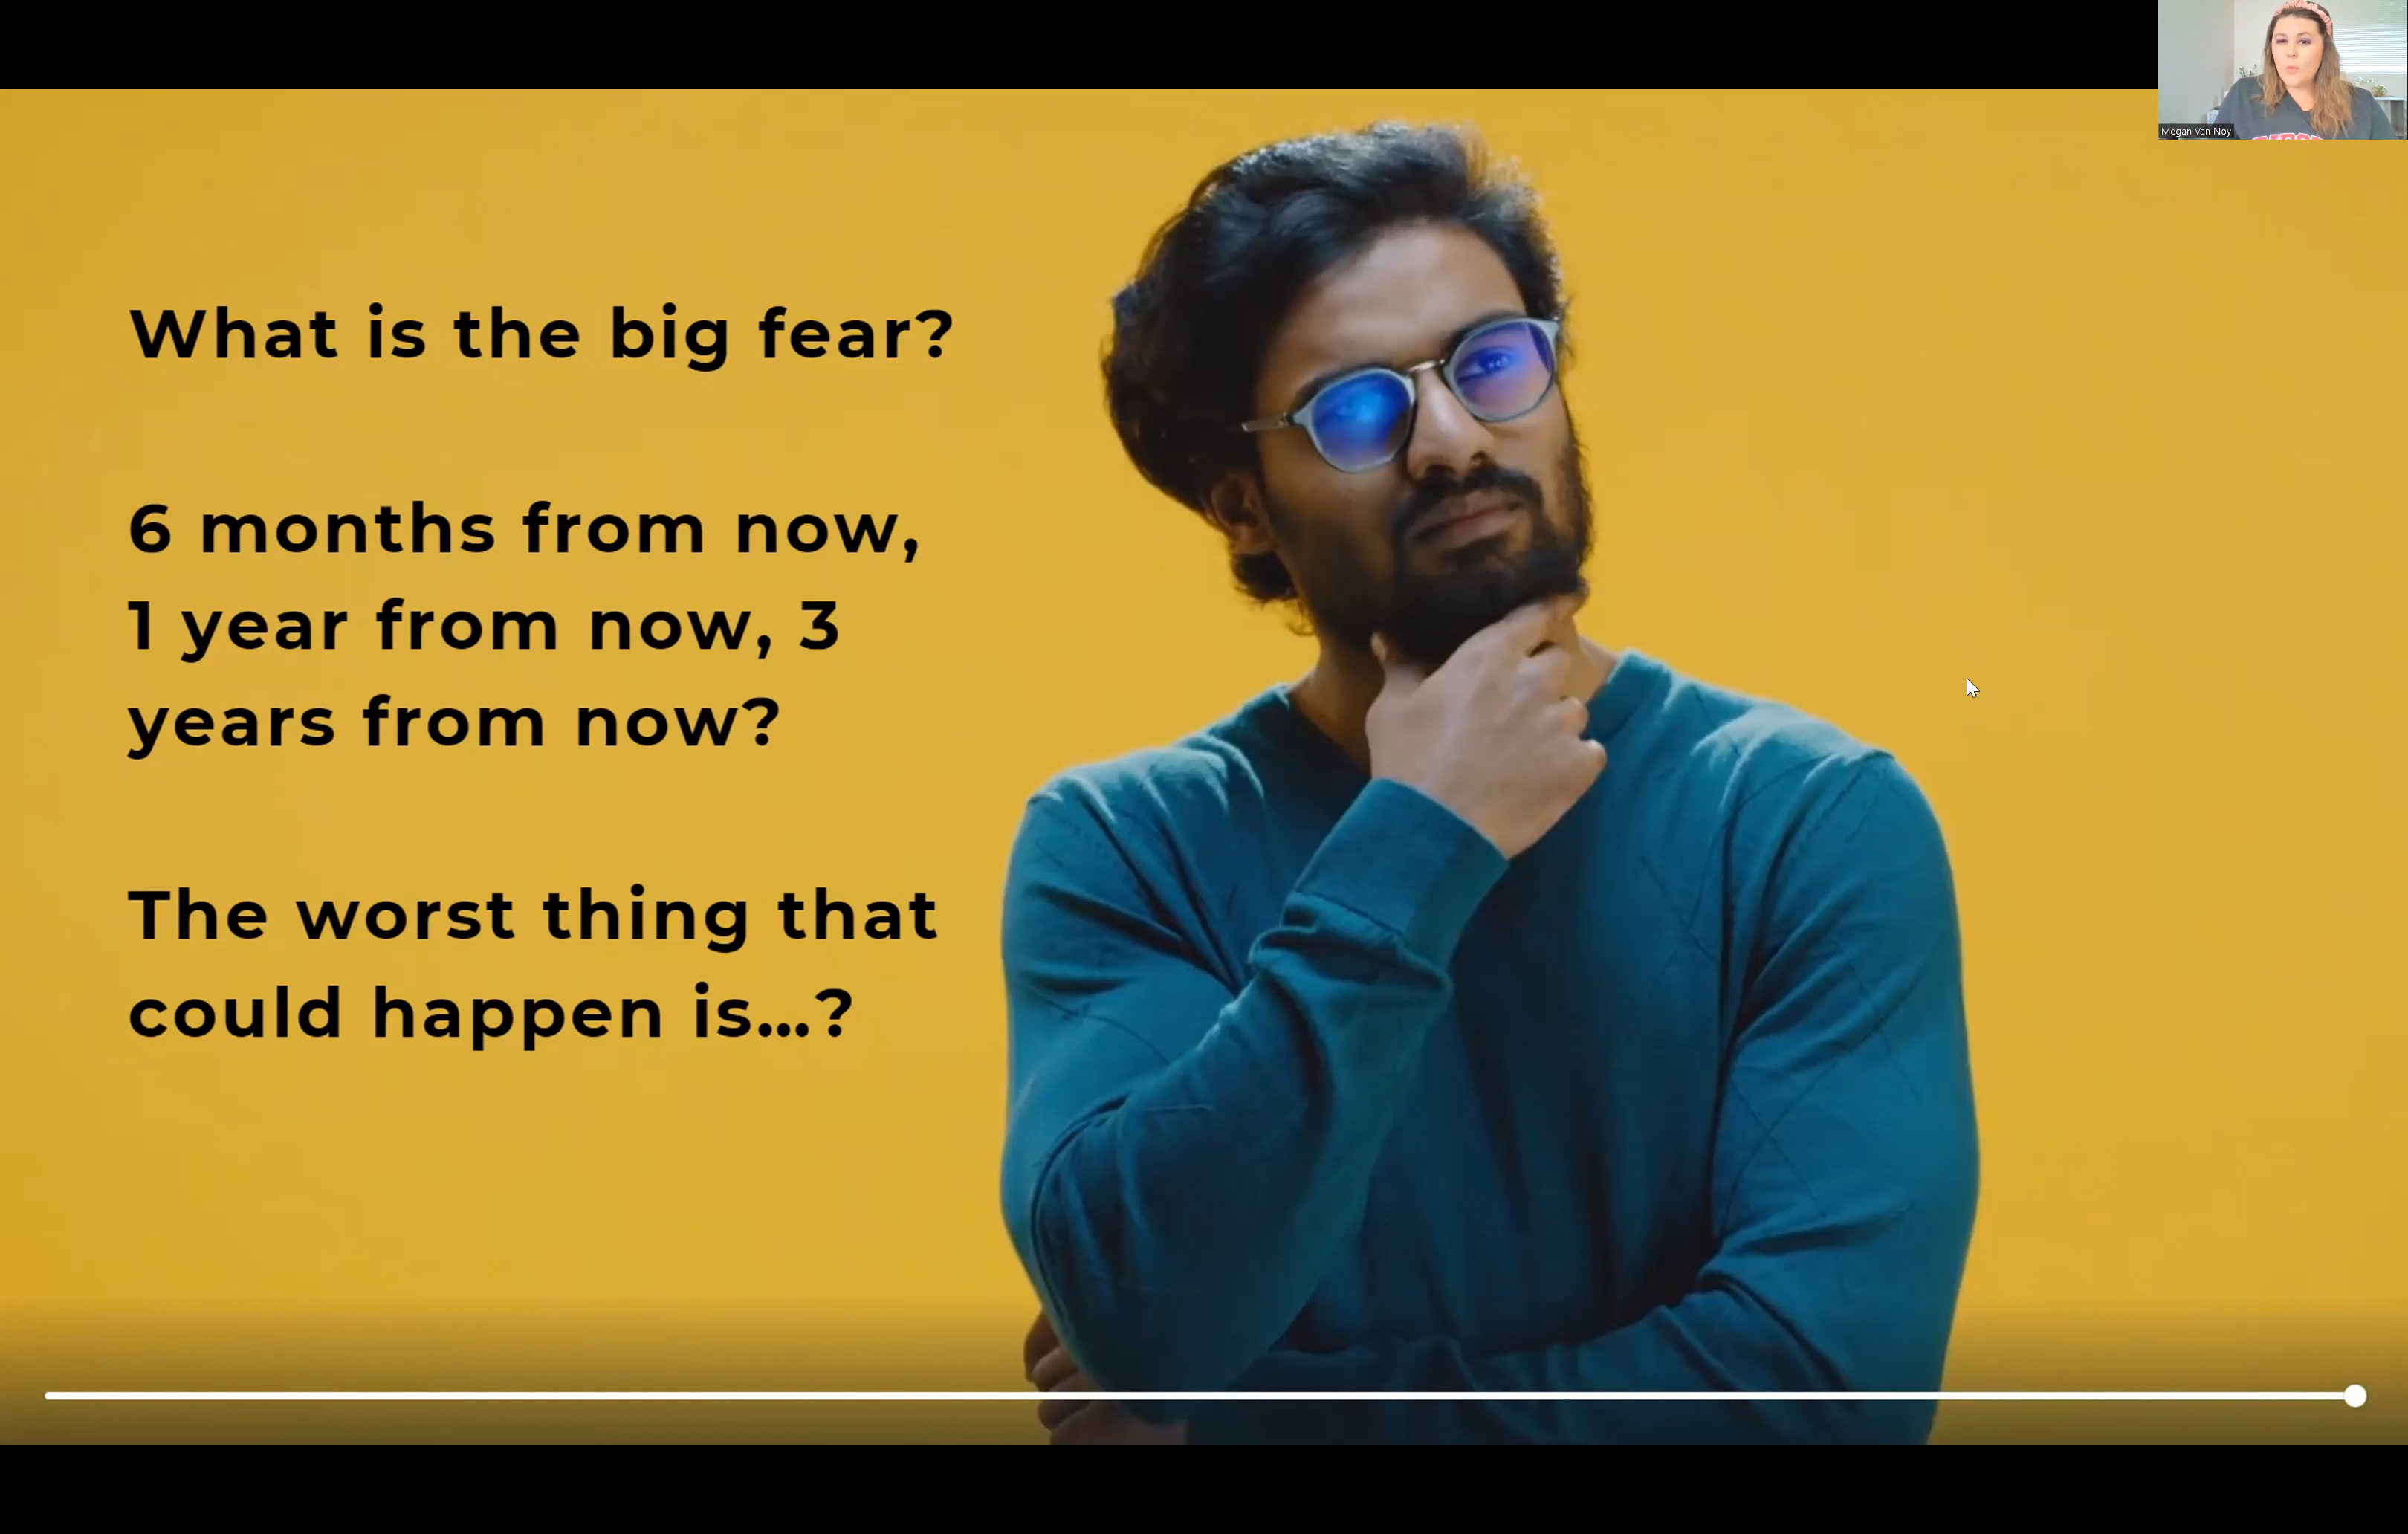 Megan Van Noy
What is the big fear?
6 months from now,
1 year from now, 3
years from now?
The worst thing that
could happen is...?